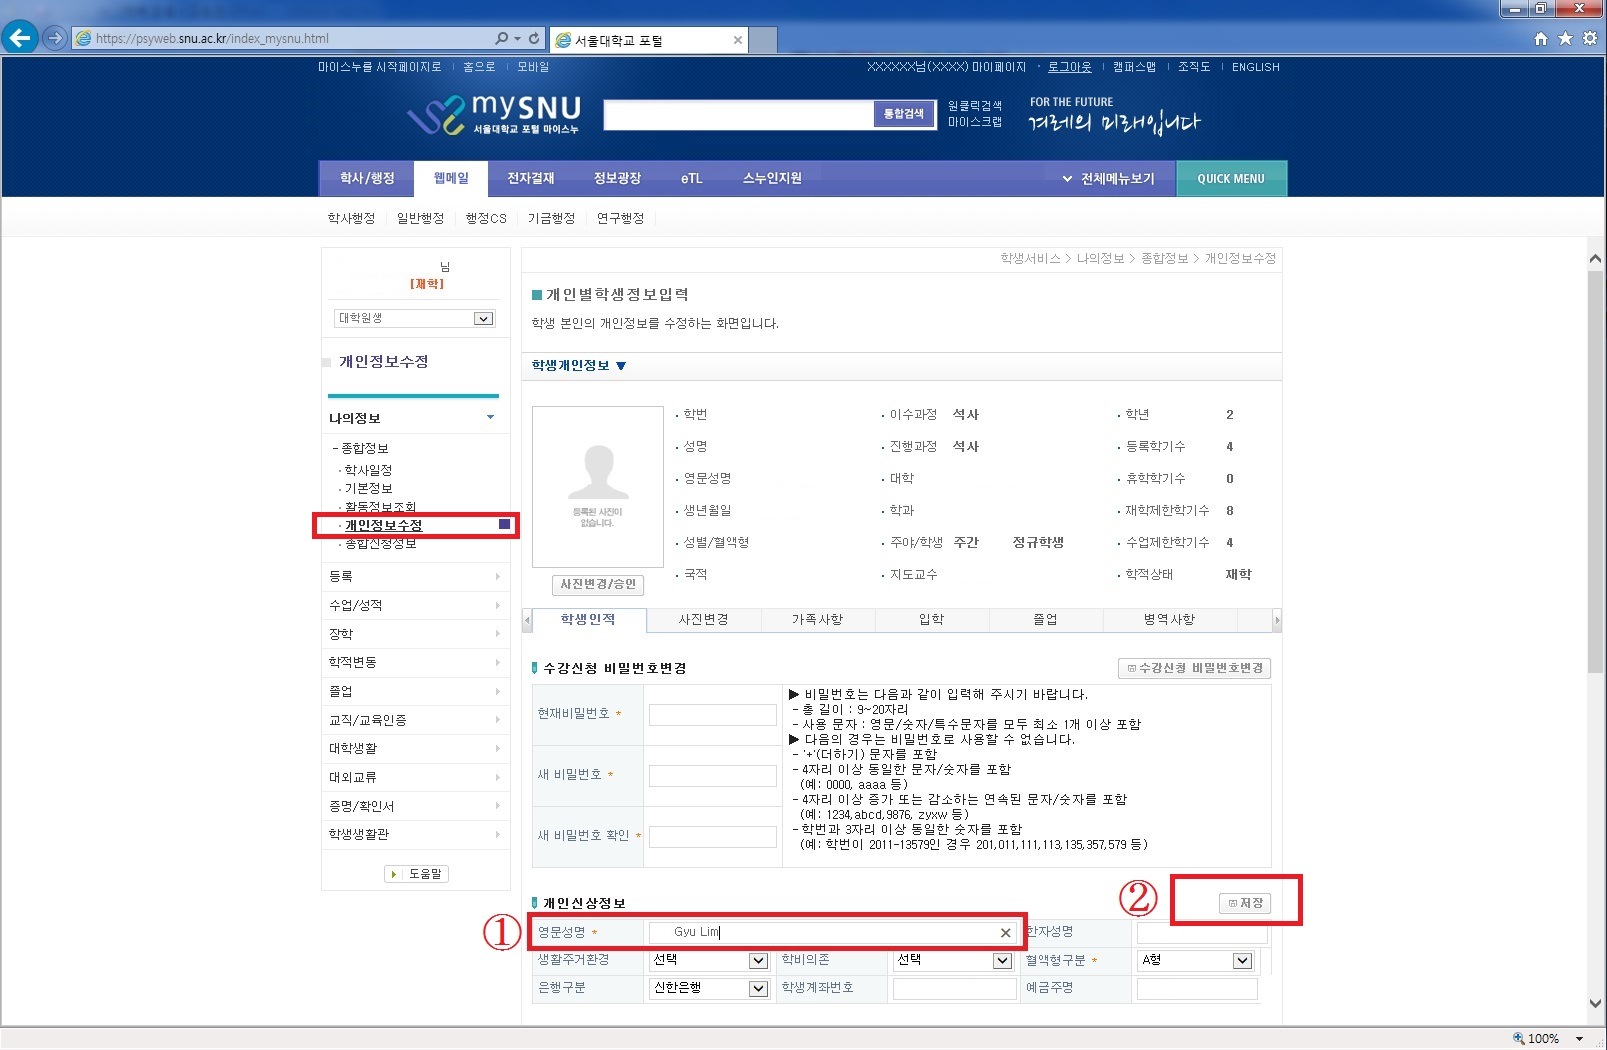 https://psyweb.snu.ac.kr/index_mysnu.html
서울대학교 포털
마이스누를 시작페이지로 홈으로 모바일
XXXXXX님(XXXX) 마이페이지 로그아웃 캠퍼스맵 조직도 ENGLISH
mySNU
서울대학교 포털 마이스누
통합검색
원클릭검색
마이스크랩
FOR THE FUTURE
겨레의 미래입니다
학사/행정 웹메일 전자결재 정보광장 eTL 스누인지원 전체메뉴보기 QUICK MENU
학사행정 일반행정 행정CS 기금행정 연구행정
님
[재학]
대학원생
개인정보수정
나의정보
- 종합정보
· 학사일정
· 기본정보
· 활동정보조회
· 개인정보수정
· 종합신청정보
등록
수업/성적
장학
학적변동
졸업
교직/교육인증
대학생활
대외교류
증명/확인서
학생생활관
도움말
학생서비스 > 나의정보 > 종합정보 > 개인정보수정
개인별학생정보입력
학생 본인의 개인정보를 수정하는 화면입니다.
학생개인정보 ▼
등록된 사진이
없습니다.
사진변경/승인
· 학번 · 이수과정 석사 · 학년 2
· 성명 · 진행과정 석사 · 등록학기수 4
· 영문성명 · 대학 · 휴학학기수 0
· 생년월일 · 학과 · 재학제한학기수 8
· 성별/혈액형 · 주야/학생 주간 정규학생 · 수업제한학기수 4
· 국적 · 지도교수 · 학적상태 재학
학생인적 사진변경 가족사항 입학 졸업 병역사항
수강신청 비밀번호변경
수강신청 비밀번호변경
현재비밀번호 *
새 비밀번호 *
새 비밀번호 확인 *
▶ 비밀번호는 다음과 같이 입력해 주시기 바랍니다.
- 총 길이 : 9~20자리
- 사용 문자 : 영문/숫자/특수문자를 모두 최소 1개 이상 포함
▶ 다음의 경우는 비밀번호로 사용할 수 없습니다.
- '+'(더하기) 문자를 포함
- 4자리 이상 동일한 문자/숫자를 포함
(예: 0000, aaaa 등)
- 4자리 이상 증가 또는 감소하는 연속된 문자/숫자를 포함
(예: 1234,abcd,9876, zyxw 등)
- 학번과 3자리 이상 동일한 숫자를 포함
(예: 학번이 2011-13579인 경우 201,011,111,113,135,357,579 등)
개인신상정보
② 저장
① 영문성명 * Gyu Lim 한자성명
생활주거환경 선택 학비의존 선택 혈액형구분 * A형
은행구분 신한은행 학생계좌번호 예금주명
100%